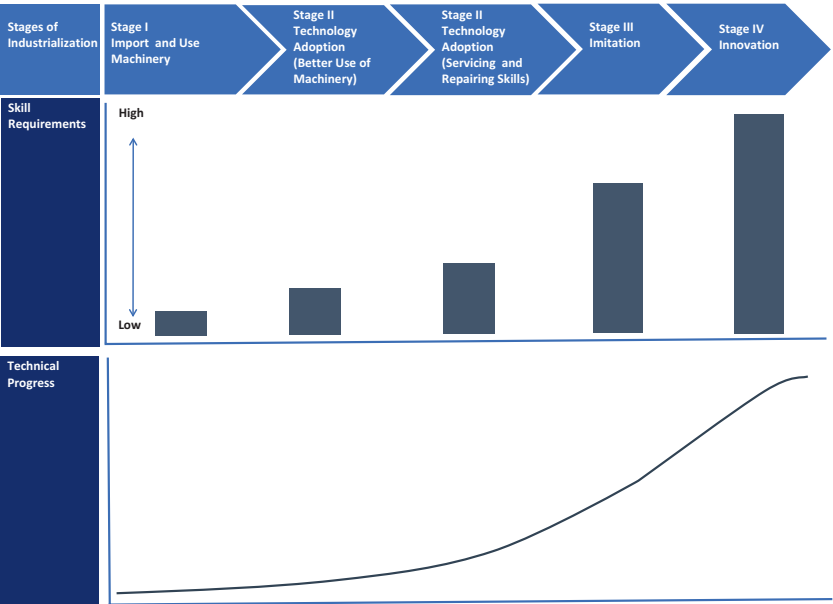 Stages of
Industrialization
Stage I
Import and Use
Machinery
Stage II
Technology
Adoption
(Better Use of
Machinery)
Stage II
Technology
Adoption
(Servicing and
Repairing Skills)
Stage III
Imitation
Stage IV
Innovation
Skill
Requirements
High
Low
Technical
Progress